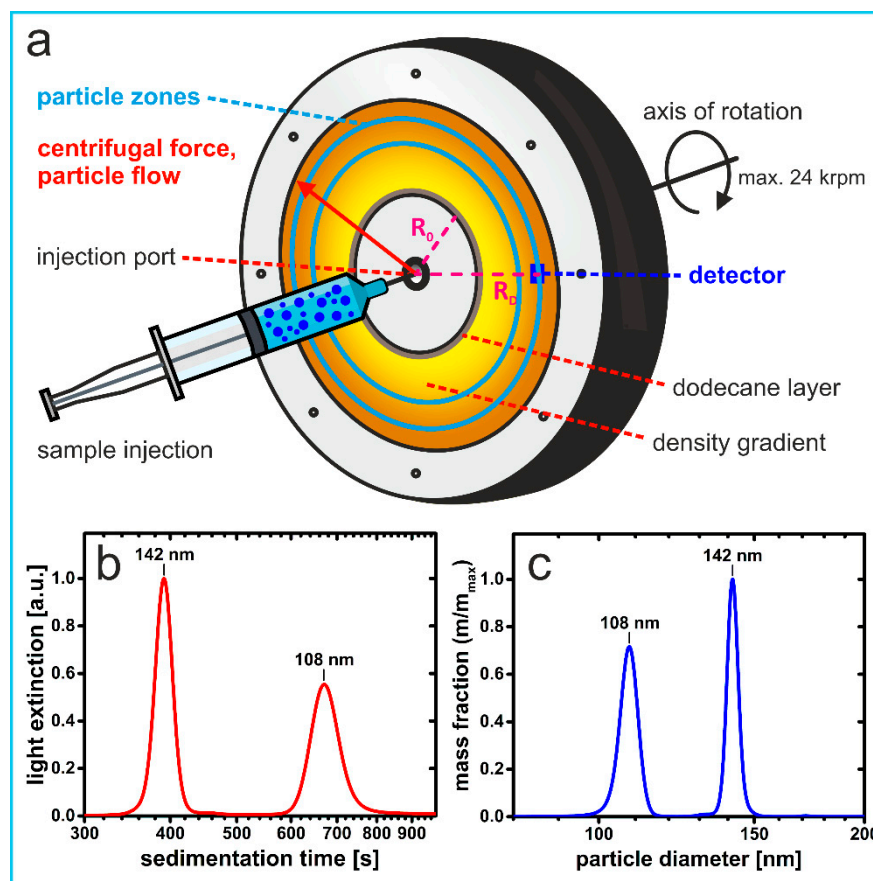 a
particle zones
centrifugal force,
particle flow
injection port
sample injection
R0
RD
axis of rotation
max. 24 krpm
detector
dodecane layer
density gradient
b
142 nm
108 nm
light extinction [a.u.]
1.0
0.8
0.6
0.4
0.2
0.0
300 400 500 600 700 800 900
sedimentation time [s]
c
142 nm
108 nm
mass fraction (m/mmax)
1.0
0.8
0.6
0.4
0.2
0.0
100 150 200
particle diameter [nm]